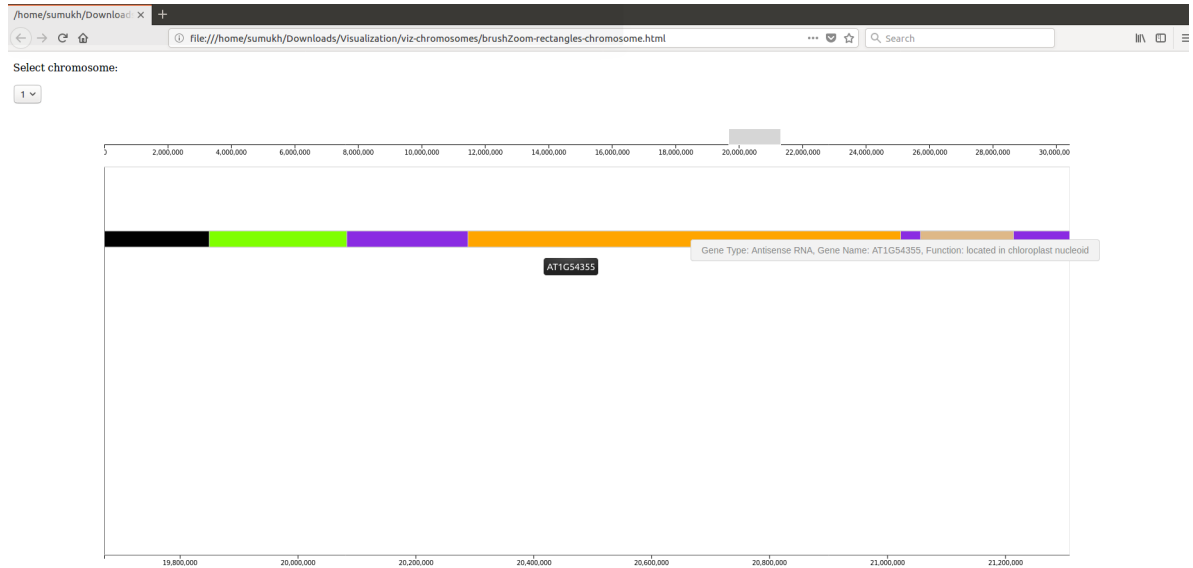 /home/sumukh/Download
file:///home/sumukh/Downloads/Visualization/viz-chromosomes/brushZoom-rectangles-chromosome.html
Search
Select chromosome:
1
0 2,000,000 4,000,000 6,000,000 8,000,000 10,000,000 12,000,000 14,000,000 16,000,000 18,000,000 20,000,000 22,000,000 24,000,000 26,000,000 28,000,000 30,000,00
Gene Type: Antisense RNA, Gene Name: AT1G54355, Function: located in chloroplast nucleoid
AT1G54355
19,800,000 20,000,000 20,200,000 20,400,000 20,600,000 20,800,000 21,000,000 21,200,000